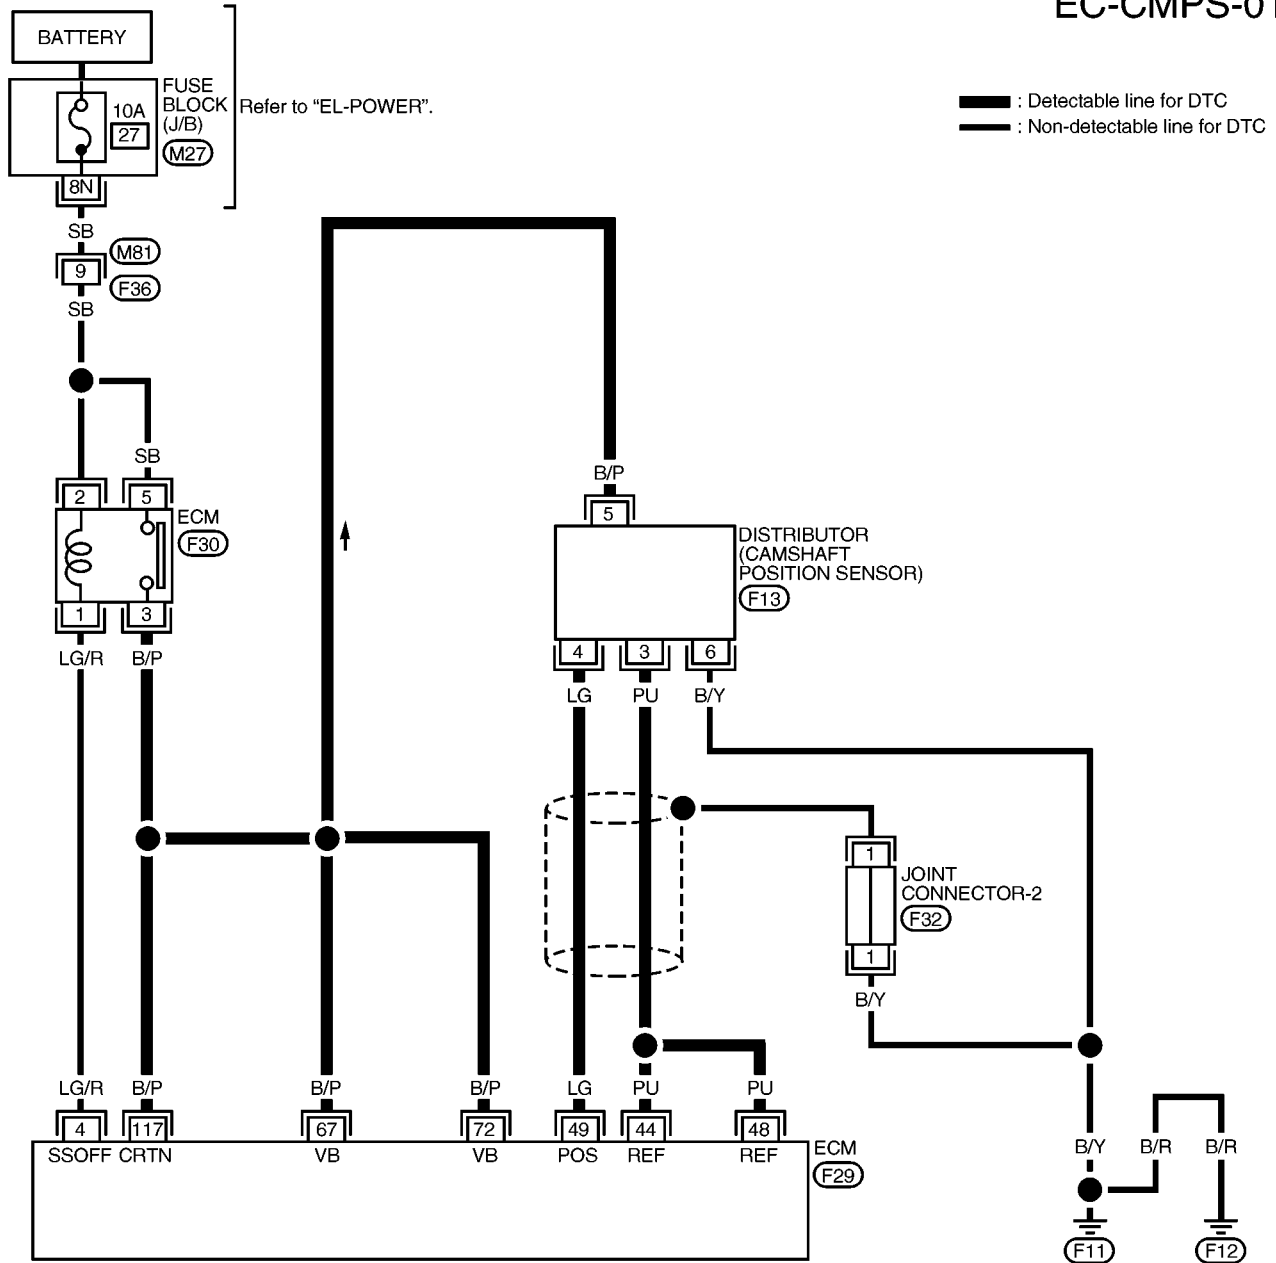 EC-CMPS-01
BATTERY
FUSE
BLOCK
(J/B)
M27
10A
27
Refer to “EL-POWER”.
: Detectable line for DTC
: Non-detectable line for DTC
8N
SB
M81
9
F36
SB
SB
2
5
ECM
F30
1
3
LG/R
B/P
B/P
5
DISTRIBUTOR
(CAMSHAFT
POSITION SENSOR)
F13
4
3
6
LG
PU
B/Y
1
JOINT
CONNECTOR-2
F32
1
B/Y
LG/R
B/P
B/P
B/P
LG
PU
PU
4
117
67
72
49
44
48
SSOFF
CRTN
VB
VB
POS
REF
REF
ECM
F29
B/Y
B/R
B/R
F11
F12